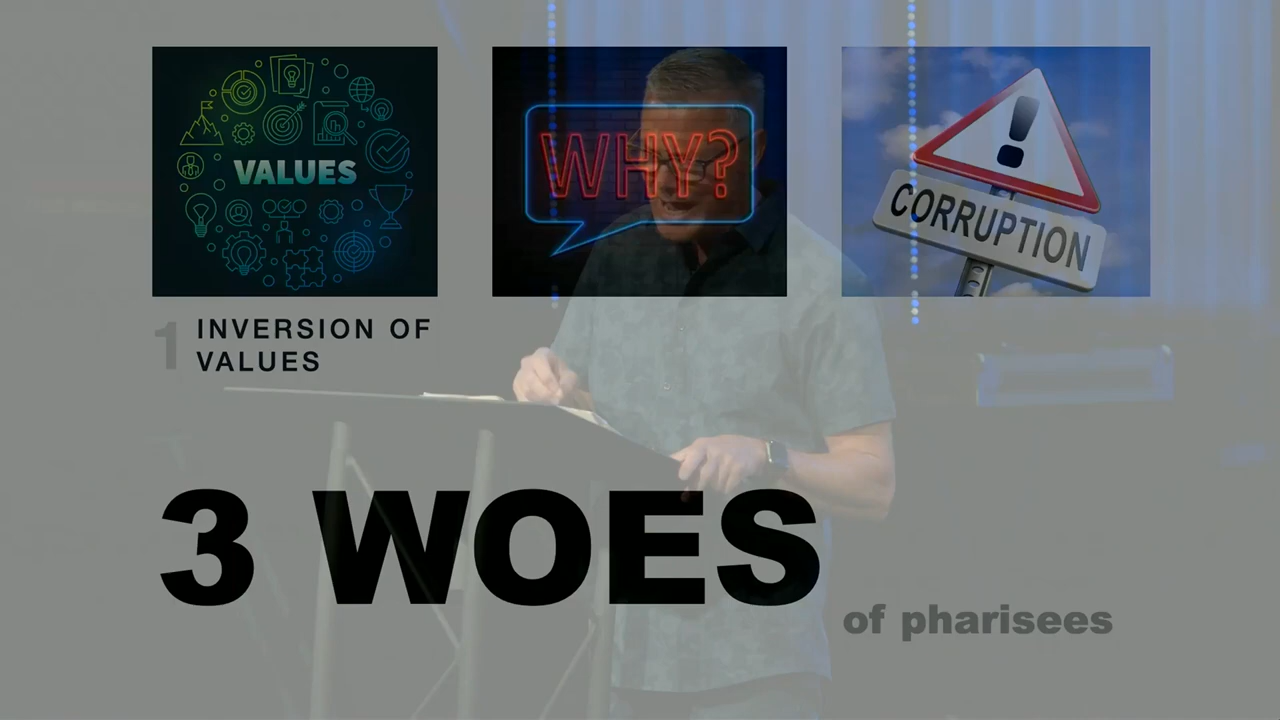 VALUES
WHY?
CORRUPTION
1 INVERSION OF
VALUES
3 WOES
of pharisees